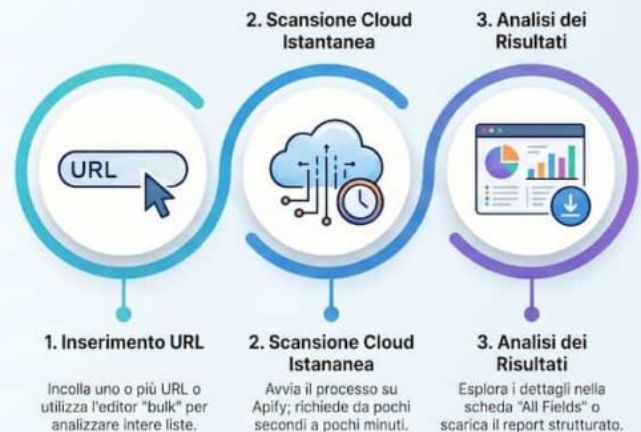 2. Scansione Cloud
Istantanea
3. Analisi dei
Risultati
URL
1. Inserimento URL
Incolla uno o più URL o
utilizza l'editor "bulk" per
analizzare intere liste.
2. Scansione Cloud
Istananea
Avvia il processo su
Apify; richiede da pochi
secondi a pochi minuti.
3. Analisi dei
Risultati
Esplora i dettagli nella
scheda "All Fields" o
scarica il report strutturato.